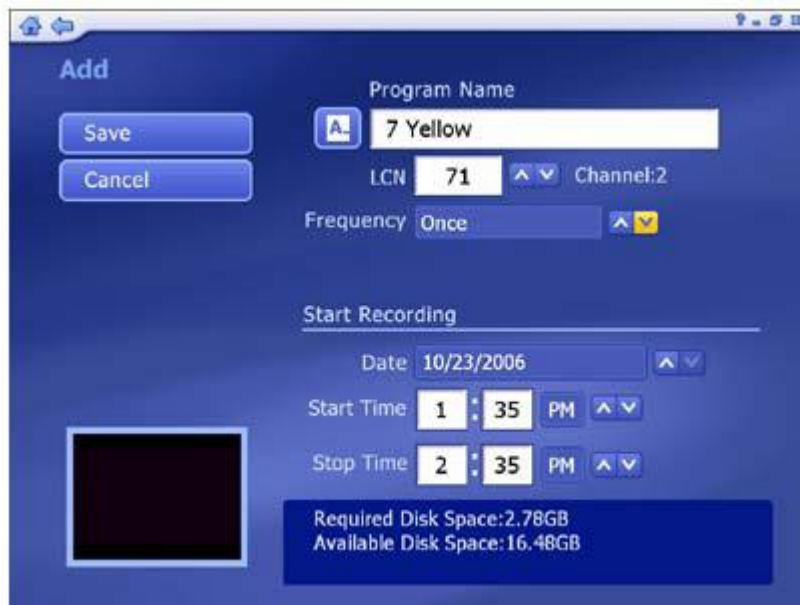 Add
Save
Cancel
Program Name
A
7 Yellow
LCN 71 Channel:2
Frequency Once
Start Recording
Date 10/23/2006
Start Time 1 : 35 PM
Stop Time 2 : 35 PM
Required Disk Space:2.78GB
Available Disk Space:16.48GB